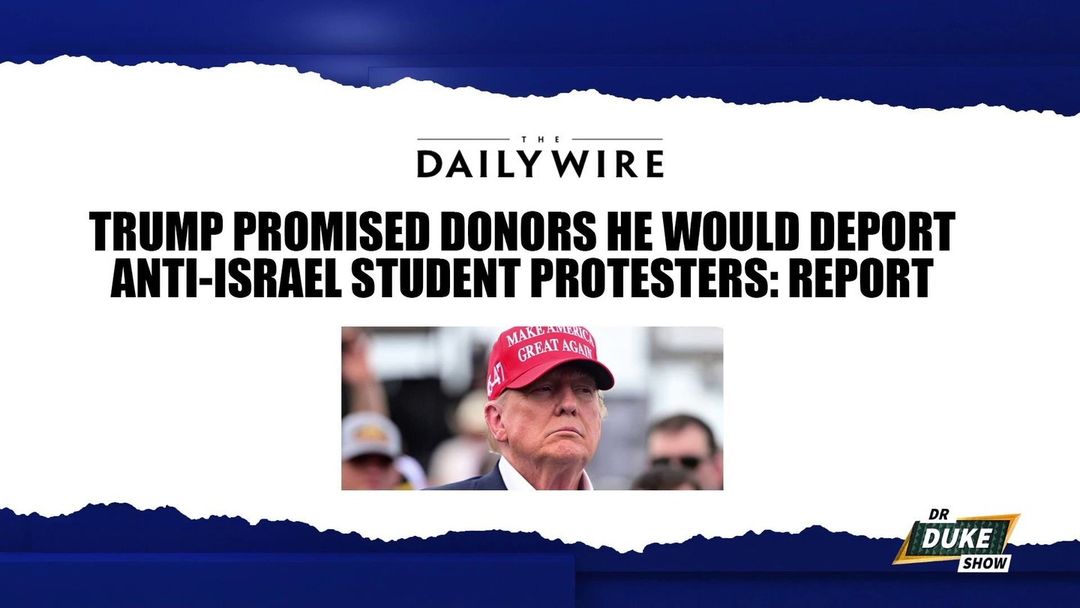 THE
DAILY WIRE
TRUMP PROMISED DONORS HE WOULD DEPORT
ANTI-ISRAEL STUDENT PROTESTERS: REPORT
MAKE AMERICA
GREAT AGAIN
DR
DUKE
SHOW